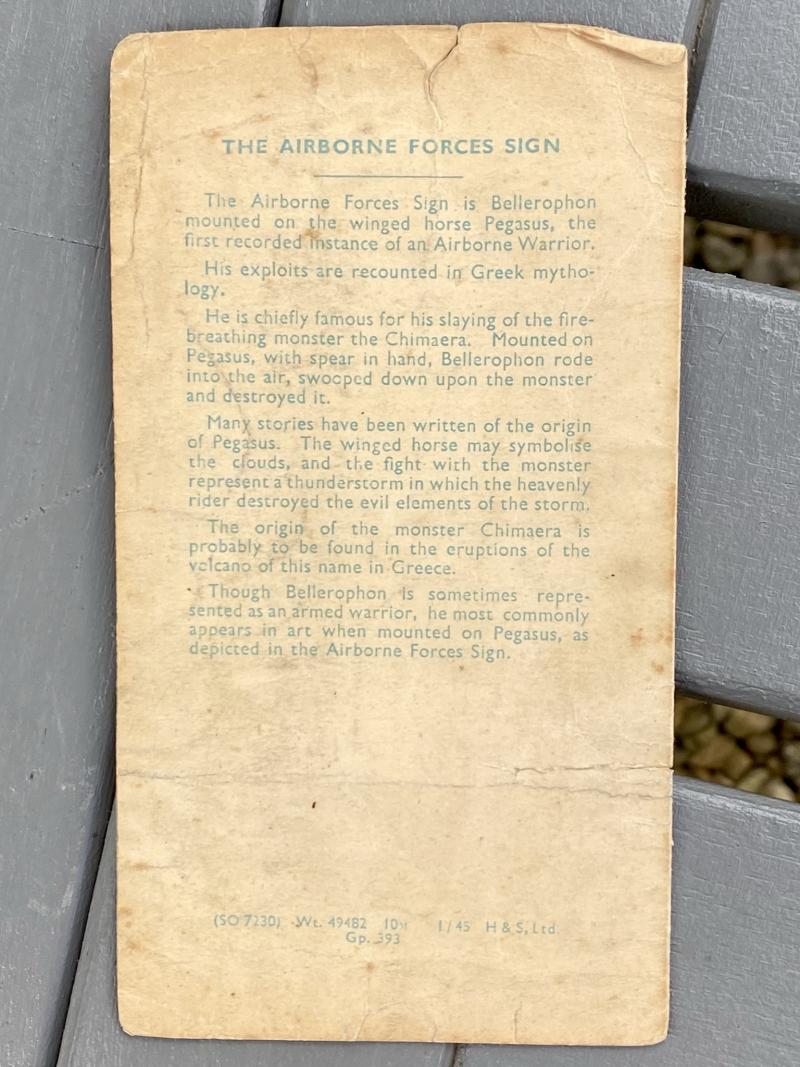 THE AIRBORNE FORCES SIGN
The Airborne Forces Sign is Bellerophon
mounted on the winged horse Pegasus, the
first recorded instance of an Airborne Warrior.
His exploits are recounted in Greek mytho-
logy.
He is chiefly famous for his slaying of the fire-
breathing monster the Chimaera. Mounted on
Pegasus, with spear in hand, Bellerophon rode
into the air, swooped down upon the monster
and destroyed it.
Many stories have been written of the origin
of Pegasus. The winged horse may symbolise
the clouds, and the fight with the monster
represent a thunderstorm in which the heavenly
rider destroyed the evil elements of the storm.
The origin of the monster Chimaera is
probably to be found in the eruptions of the
volcano of this name in Greece.
Though Bellerophon is sometimes repre-
sented as an armed warrior, he most commonly
appears in art when mounted on Pegasus, as
depicted in the Airborne Forces Sign.
(SO 7230) Wt. 49482 1/45 H & S, Ltd.
Gp. 393